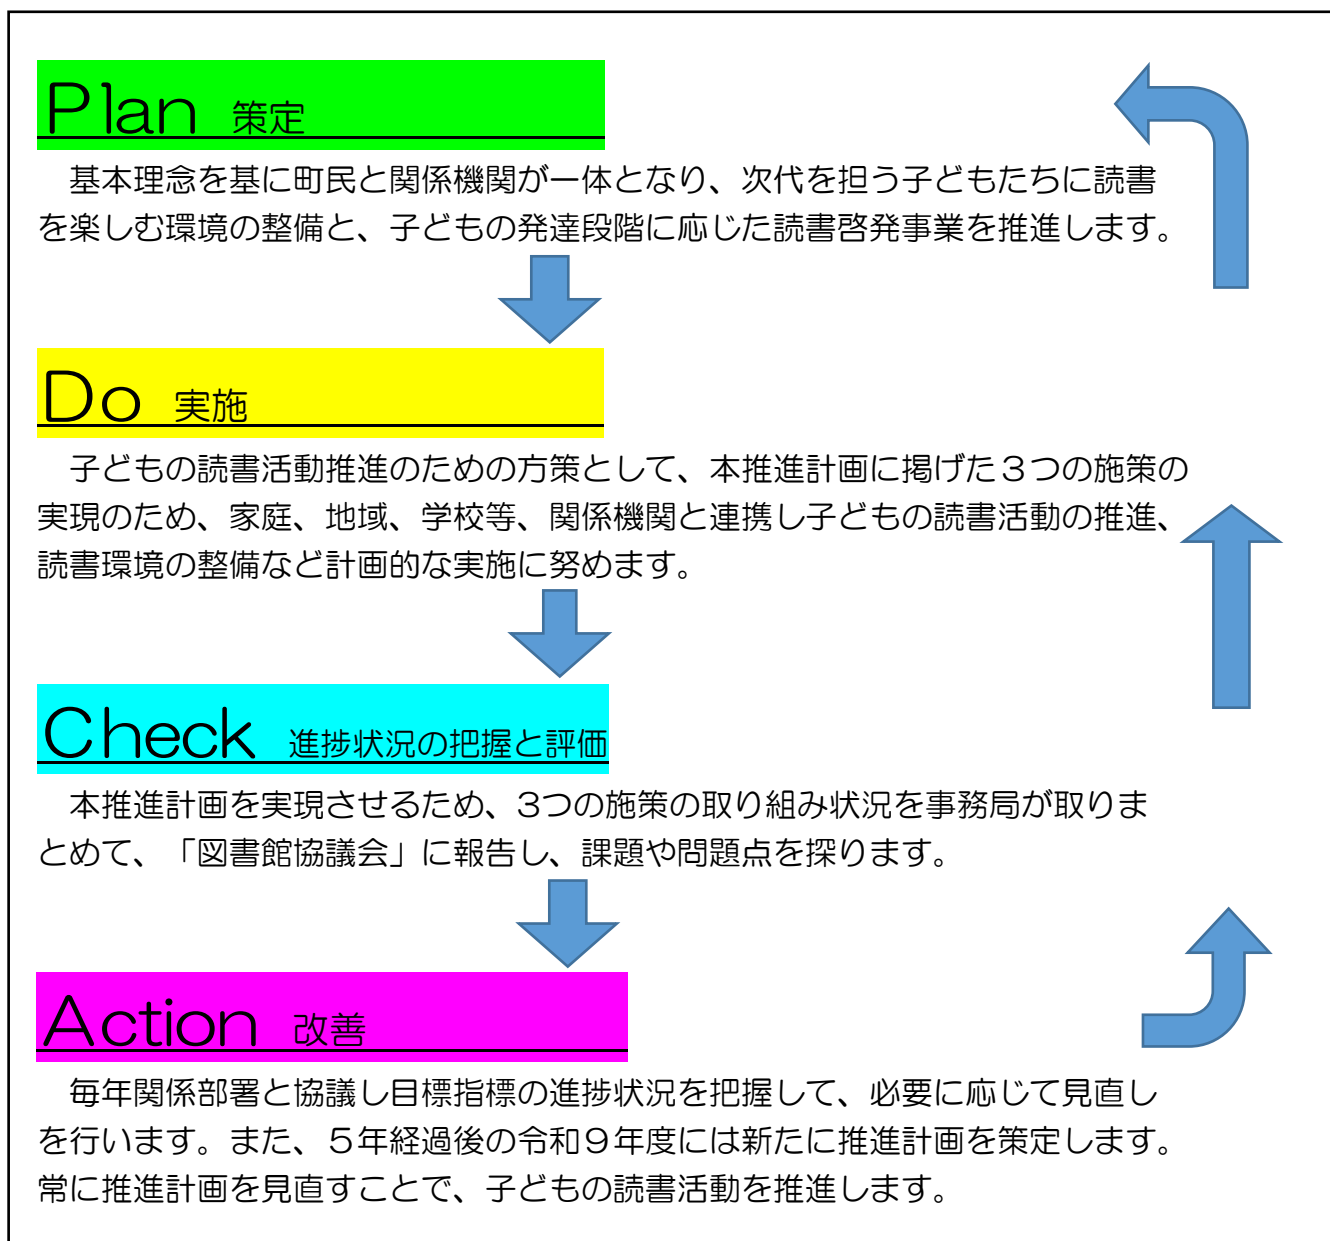 Plan 策定
　基本理念を基に町民と関係機関が一体となり、次代を担う子どもたちに読書
を楽しむ環境の整備と、子どもの発達段階に応じた読書啓発事業を推進します。
Do 実施
　子どもの読書活動推進のための方策として、本推進計画に掲げた３つの施策の
実現のため、家庭、地域、学校等、関係機関と連携し子どもの読書活動の推進、
読書環境の整備など計画的な実施に努めます。
Check 進捗状況の把握と評価
　本推進計画を実現させるため、3つの施策の取り組み状況を事務局が取りま
とめて、「図書館協議会」に報告し、課題や問題点を探ります。
Action 改善
　毎年関係部署と協議し目標指標の進捗状況を把握して、必要に応じて見直し
を行います。また、５年経過後の令和９年度には新たに推進計画を策定します。
常に推進計画を見直すことで、子どもの読書活動を推進します。